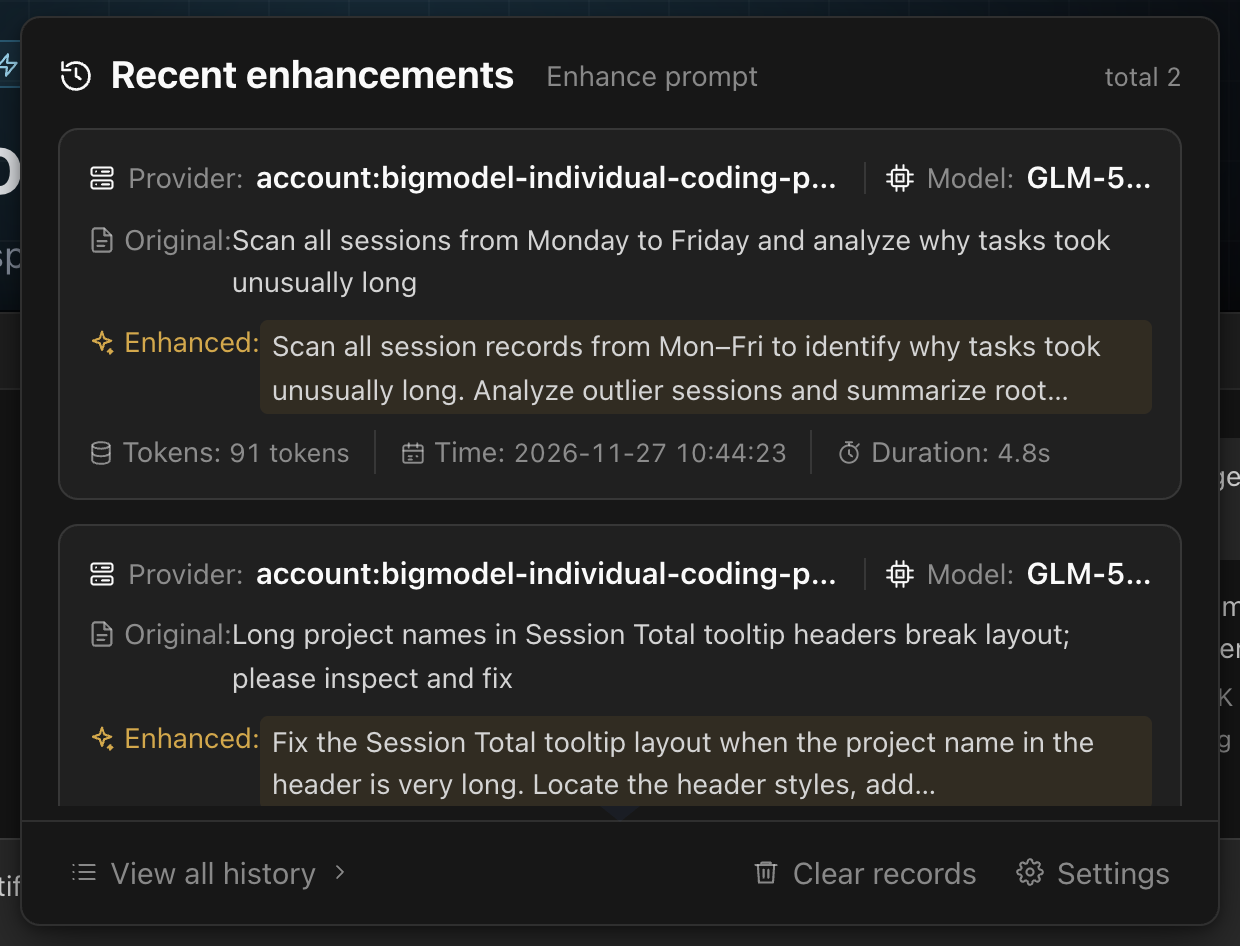 Recent enhancements Enhance prompt total 2
Provider: account:bigmodel-individual-coding-p... Model: GLM-5...
Original:Scan all sessions from Monday to Friday and analyze why tasks took
unusually long
Enhanced: Scan all session records from Mon–Fri to identify why tasks took
unusually long. Analyze outlier sessions and summarize root...
Tokens: 91 tokens Time: 2026-11-27 10:44:23 Duration: 4.8s
Provider: account:bigmodel-individual-coding-p... Model: GLM-5...
Original:Long project names in Session Total tooltip headers break layout;
please inspect and fix
Enhanced: Fix the Session Total tooltip layout when the project name in the
header is very long. Locate the header styles, add...
View all history Clear records Settings